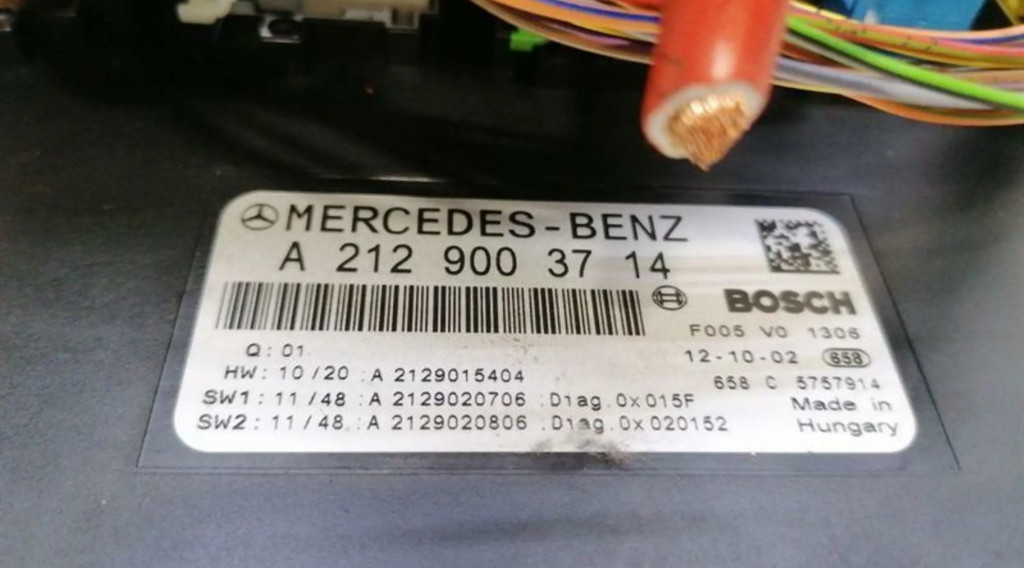 MERCEDES-BENZ
A 212 900 37 14
BOSCH
F005 V0 1306
Q: 01
12-10-02 658
HW: 10/20 :A 2129015404
658 C 5757914
SW1: 11/48 :A 2129020706 :Diag.0x015F
Made in
SW2: 11/48 :A 2129020806 :Diag.0x020152
Hungary